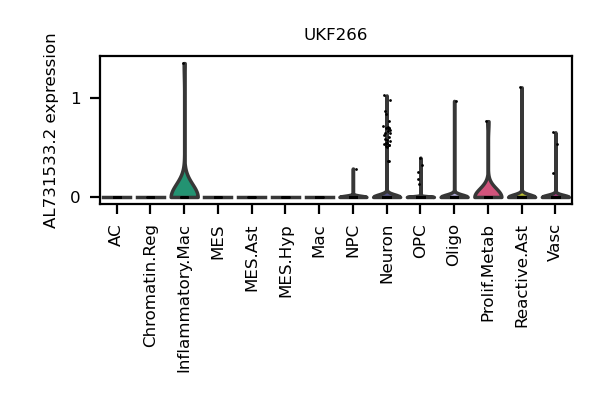 UKF266
AL731533.2 expression
1
0
AC
Chromatin.Reg
Inflammatory.Mac
MES
MES.Ast
MES.Hyp
Mac
NPC
Neuron
OPC
Oligo
Prolif.Metab
Reactive.Ast
Vasc